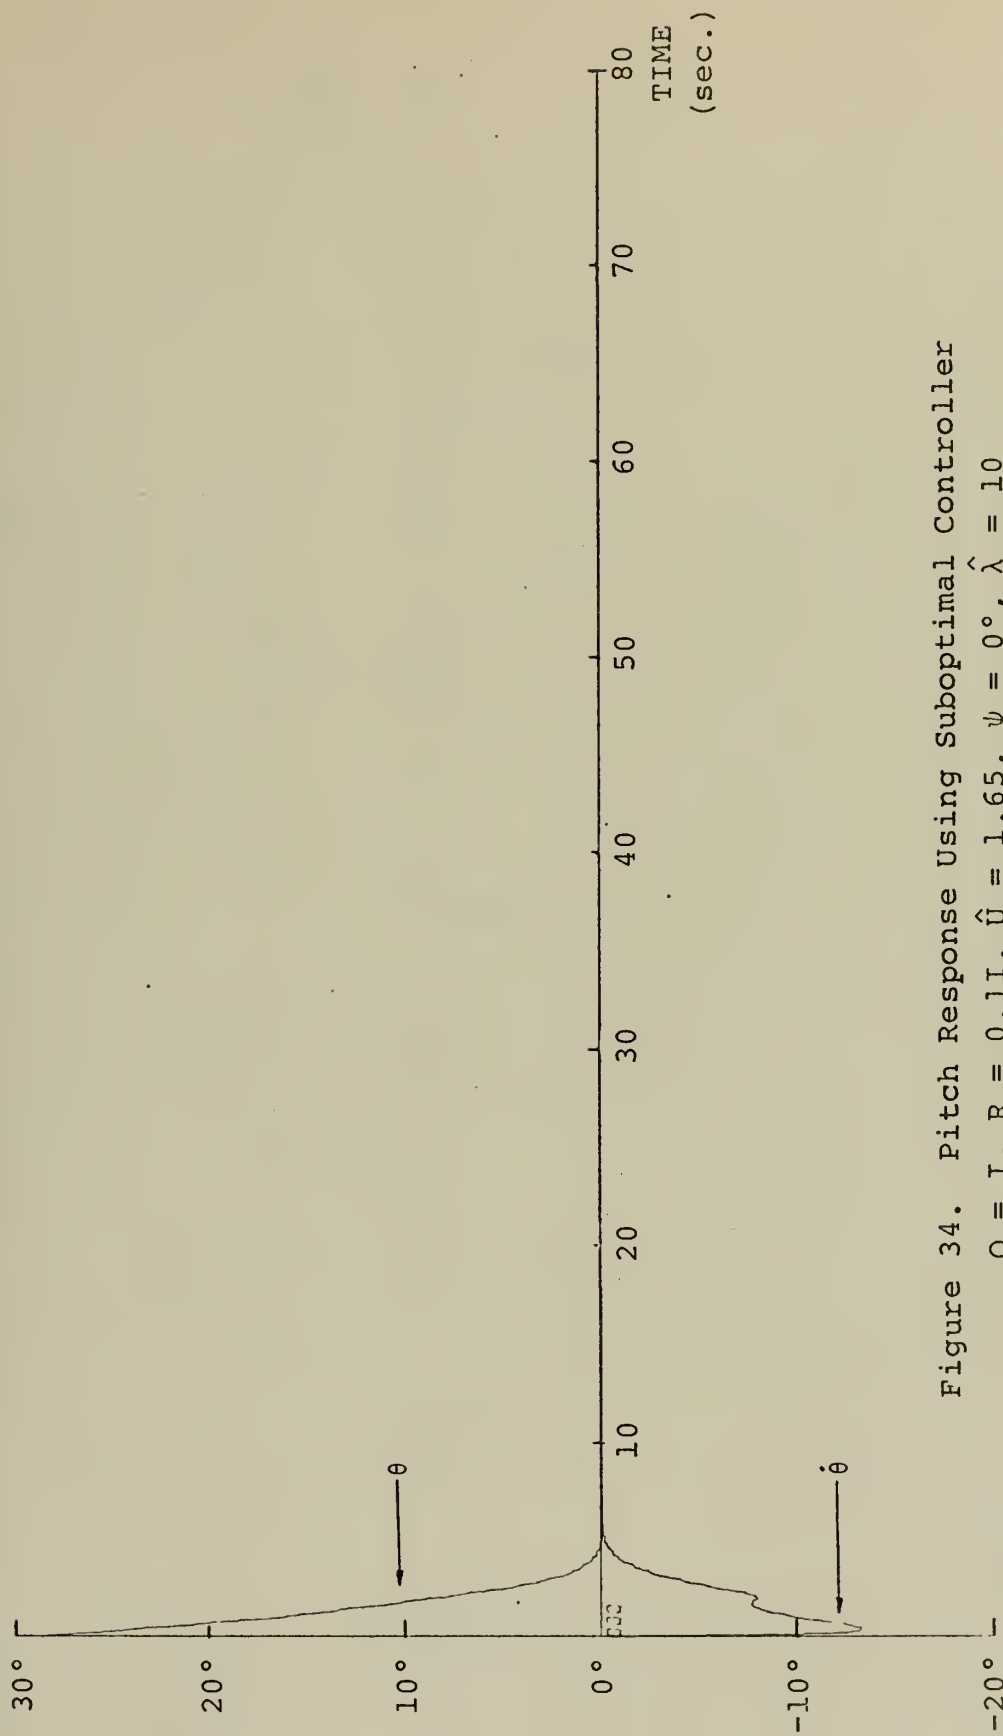 30°
20°
10°
0°
-10°
-20°
θ
θ̇
10
20
30
40
50
60
70
80
TIME
(sec.)
Figure 34. Pitch Response Using Suboptimal Controller
Q = I, R = 0.1I, Û = 1.65, ψ = 0°, λ̂ = 10